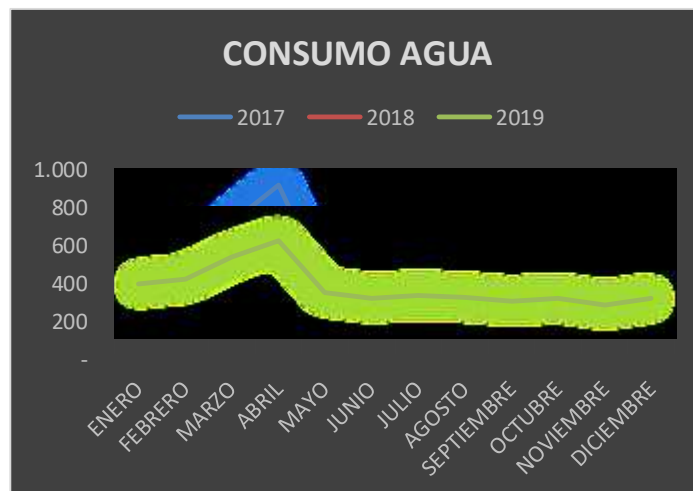 CONSUMO AGUA
2017 2018 2019
1.000
800
600
400
200
-
ENERO
FEBRERO
MARZO
ABRIL
MAYO
JUNIO
JULIO
AGOSTO
SEPTIEMBRE
OCTUBRE
NOVIEMBRE
DICIEMBRE